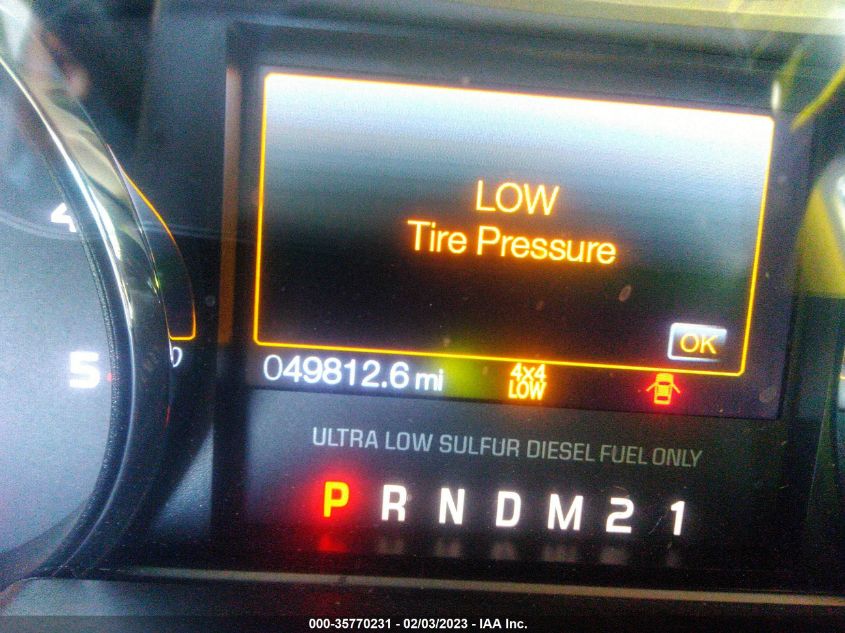 4
LOW
Tire Pressure
OK
5
049812.6 mi
4x4
LOW
ULTRA LOW SULFUR DIESEL FUEL ONLY
P R N D M 2 1
000-35770231 - 02/03/2023 - IAA Inc.